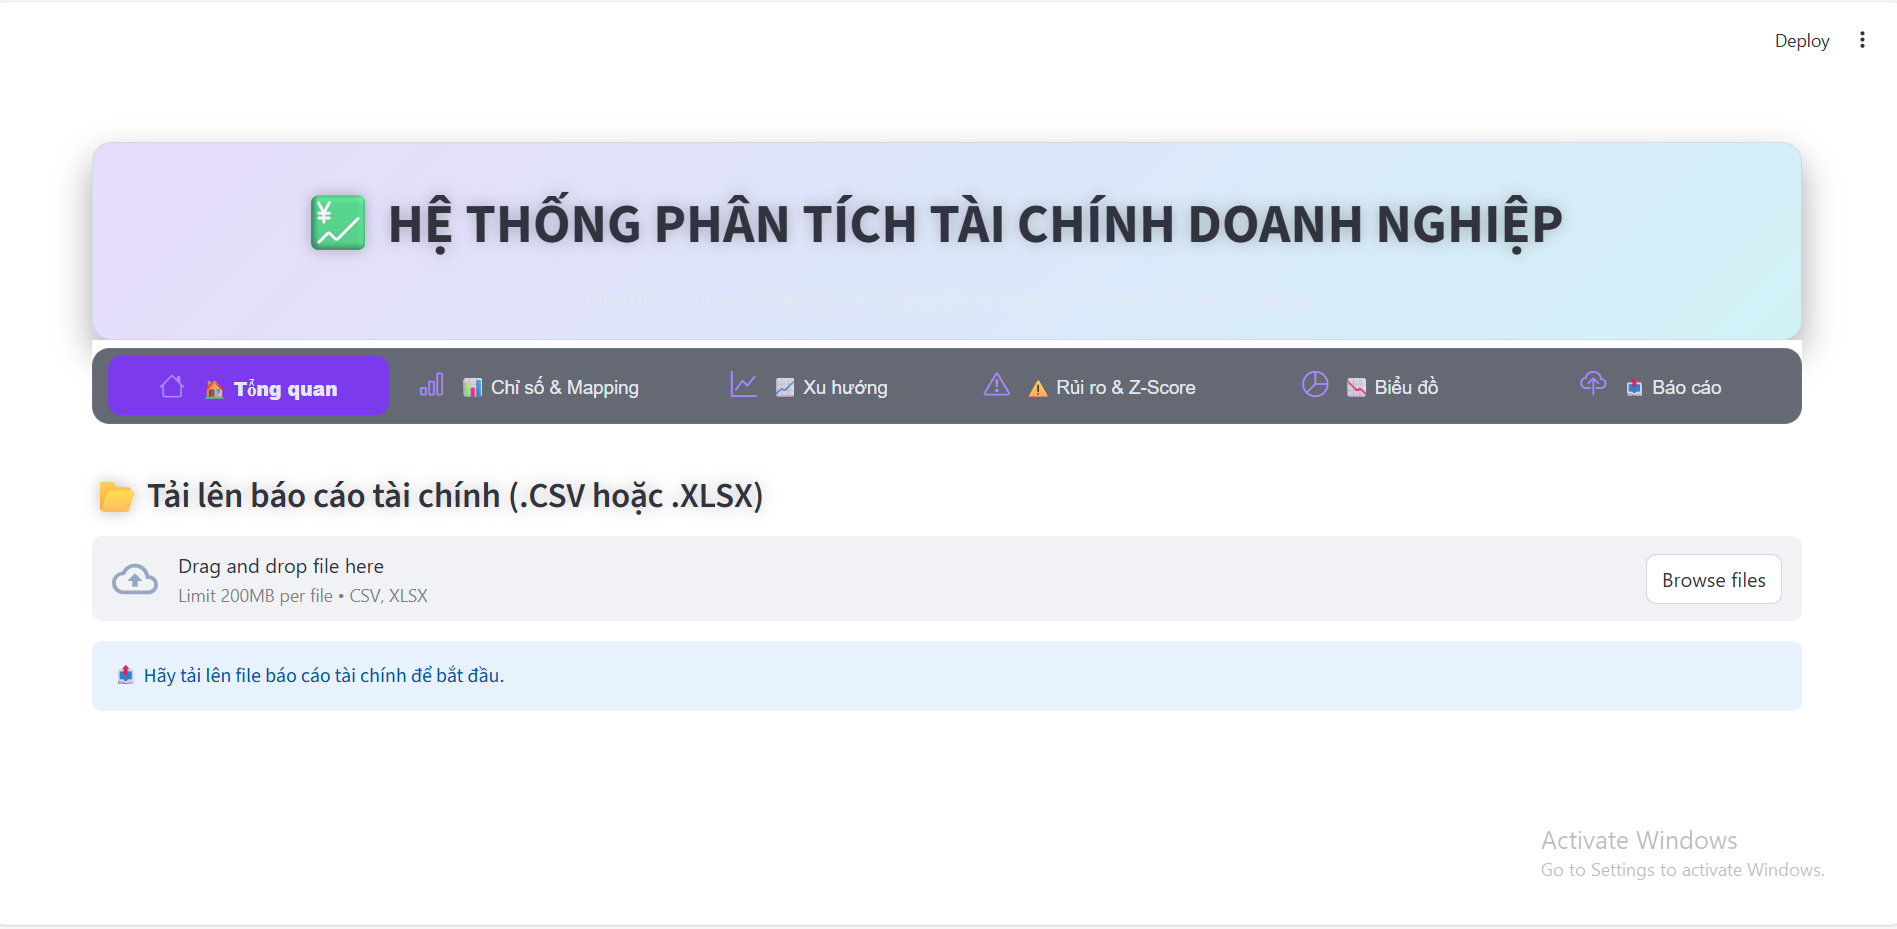 Deploy
HỆ THỐNG PHÂN TÍCH TÀI CHÍNH DOANH NGHIỆP
Tổng quan
Chỉ số & Mapping
Xu hướng
Rủi ro & Z-Score
Biểu đồ
Báo cáo
Tải lên báo cáo tài chính (.CSV hoặc .XLSX)
Drag and drop file here
Limit 200MB per file • CSV, XLSX
Browse files
Hãy tải lên file báo cáo tài chính để bắt đầu.
Activate Windows
Go to Settings to activate Windows.